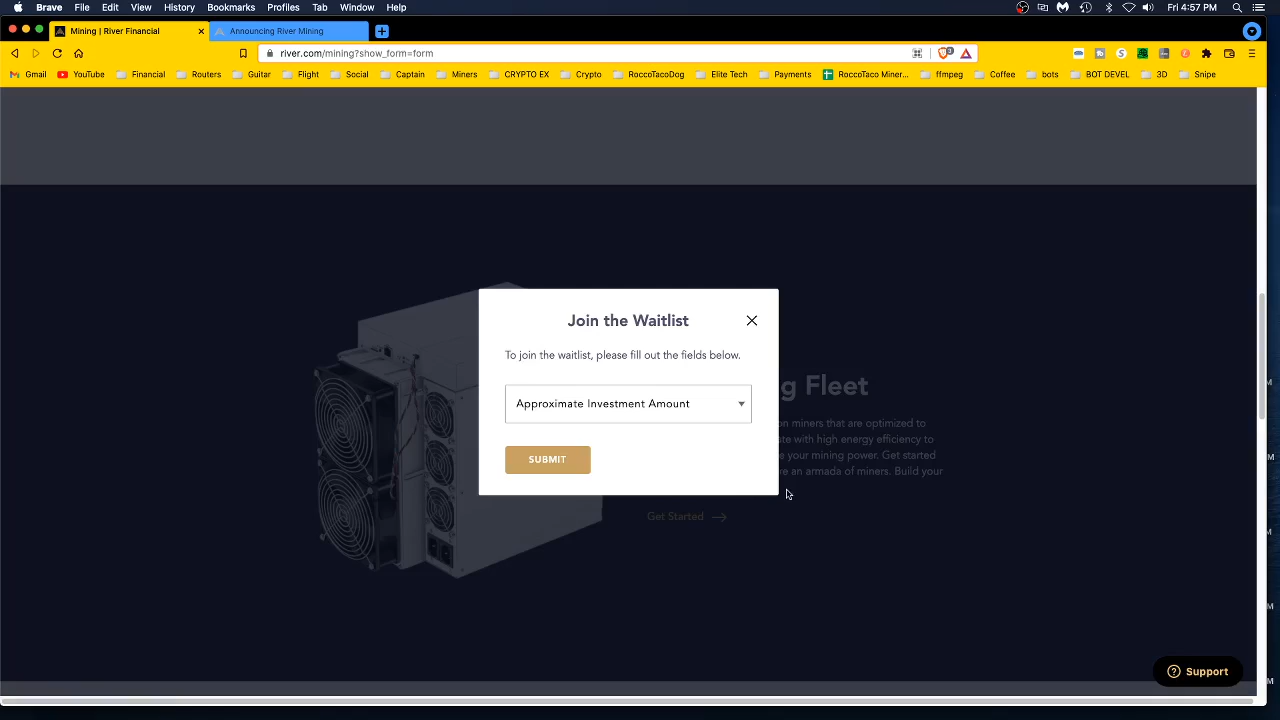 Brave File Edit View History Bookmarks Profiles Tab Window Help
Fri 4:57 PM
Mining | River Financial
Announcing River Mining
river.com/mining?show_form=form
Gmail YouTube Financial Routers Guitar Flight Social Captain Miners CRYPTO EX Crypto RoccoTacoDog Elite Tech Payments RoccoTaco Miner... ffmpeg Coffee bots BOT DEVEL 3D Snipe
Join the Waitlist
To join the waitlist, please fill out the fields below.
Approximate Investment Amount
SUBMIT
g Fleet
on miners that are optimized to
ate with high energy efficiency to
e your mining power. Get started
re an armada of miners. Build your
Get Started
Support